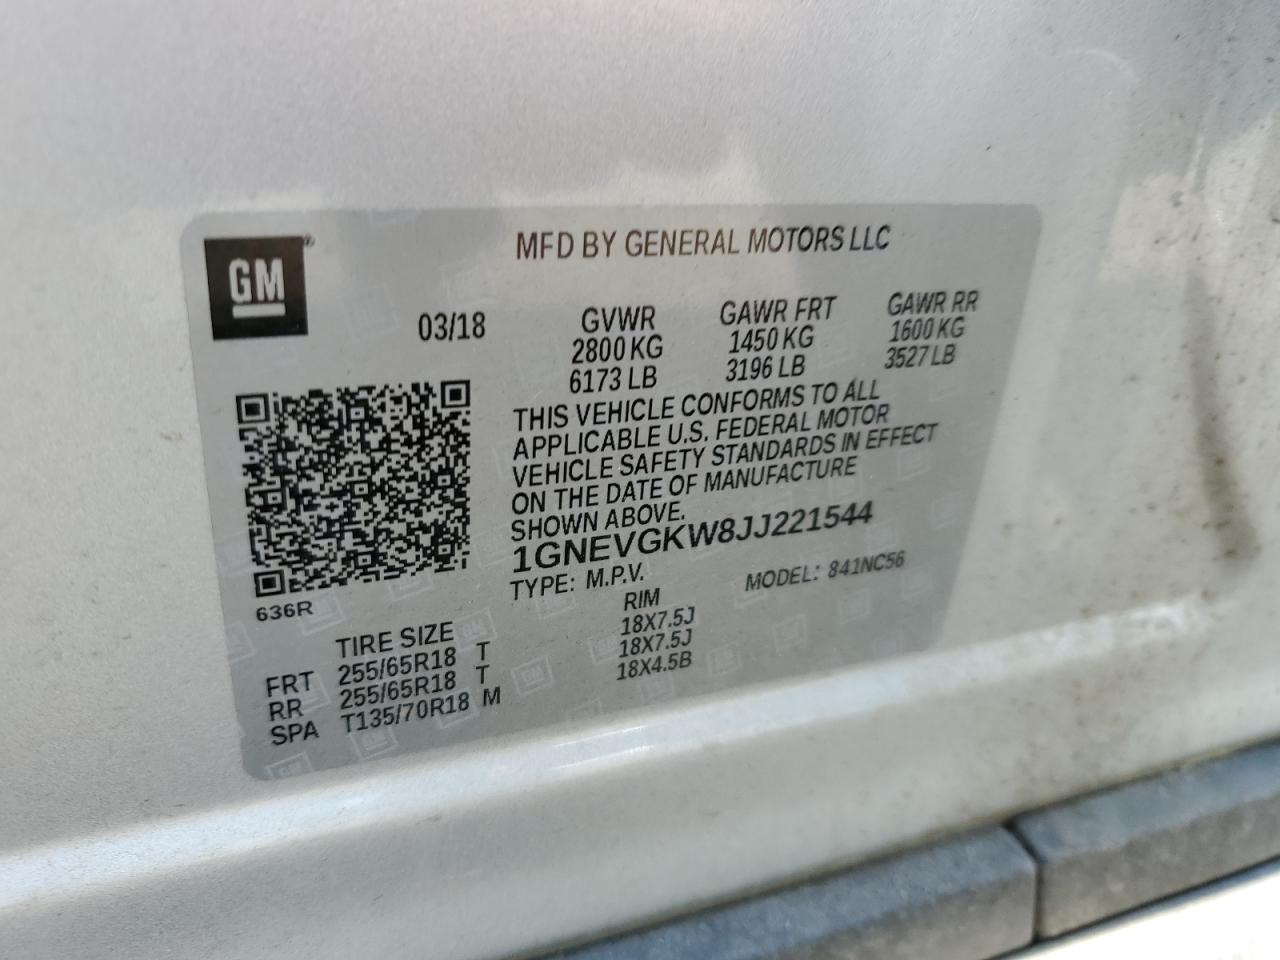 GM
MFD BY GENERAL MOTORS LLC
03/18
GVWR
2800 KG
6173 LB
GAWR FRT
1450 KG
3196 LB
GAWR RR
1600 KG
3527 LB
THIS VEHICLE CONFORMS TO ALL
APPLICABLE U.S. FEDERAL MOTOR
VEHICLE SAFETY STANDARDS IN EFFECT
ON THE DATE OF MANUFACTURE
SHOWN ABOVE.
1GNEVGKW8JJ221544
TYPE: M.P.V.
MODEL: 841NC56
636R
TIRE SIZE
RIM
FRT 255/65R18 T 18X7.5J
RR 255/65R18 T 18X7.5J
SPA T135/70R18 M 18X4.5B